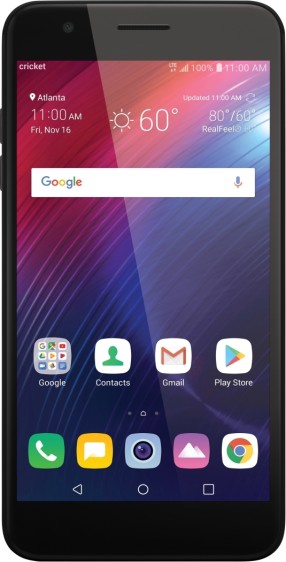 cricket
LTE 100% 11:00 AM
Atlanta
Updated 11:00 AM
11:00 AM
60°
80°/60°
Fri, Nov 16
RealFeel®
Google
Google
Contacts
Gmail
Play Store